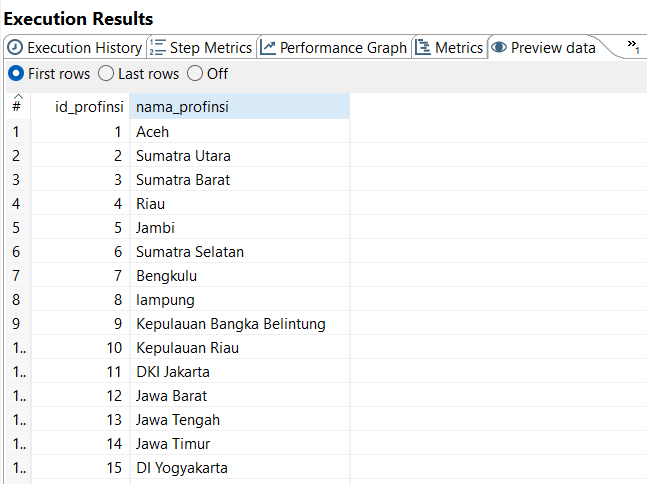 Execution Results
Execution History Step Metrics Performance Graph Metrics Preview data »1
First rows Last rows Off
# id_profinsi nama_profinsi
1 1 Aceh
2 2 Sumatra Utara
3 3 Sumatra Barat
4 4 Riau
5 5 Jambi
6 6 Sumatra Selatan
7 7 Bengkulu
8 8 lampung
9 9 Kepulauan Bangka Belintung
1.. 10 Kepulauan Riau
1.. 11 DKI Jakarta
1.. 12 Jawa Barat
1.. 13 Jawa Tengah
1.. 14 Jawa Timur
1.. 15 DI Yogyakarta